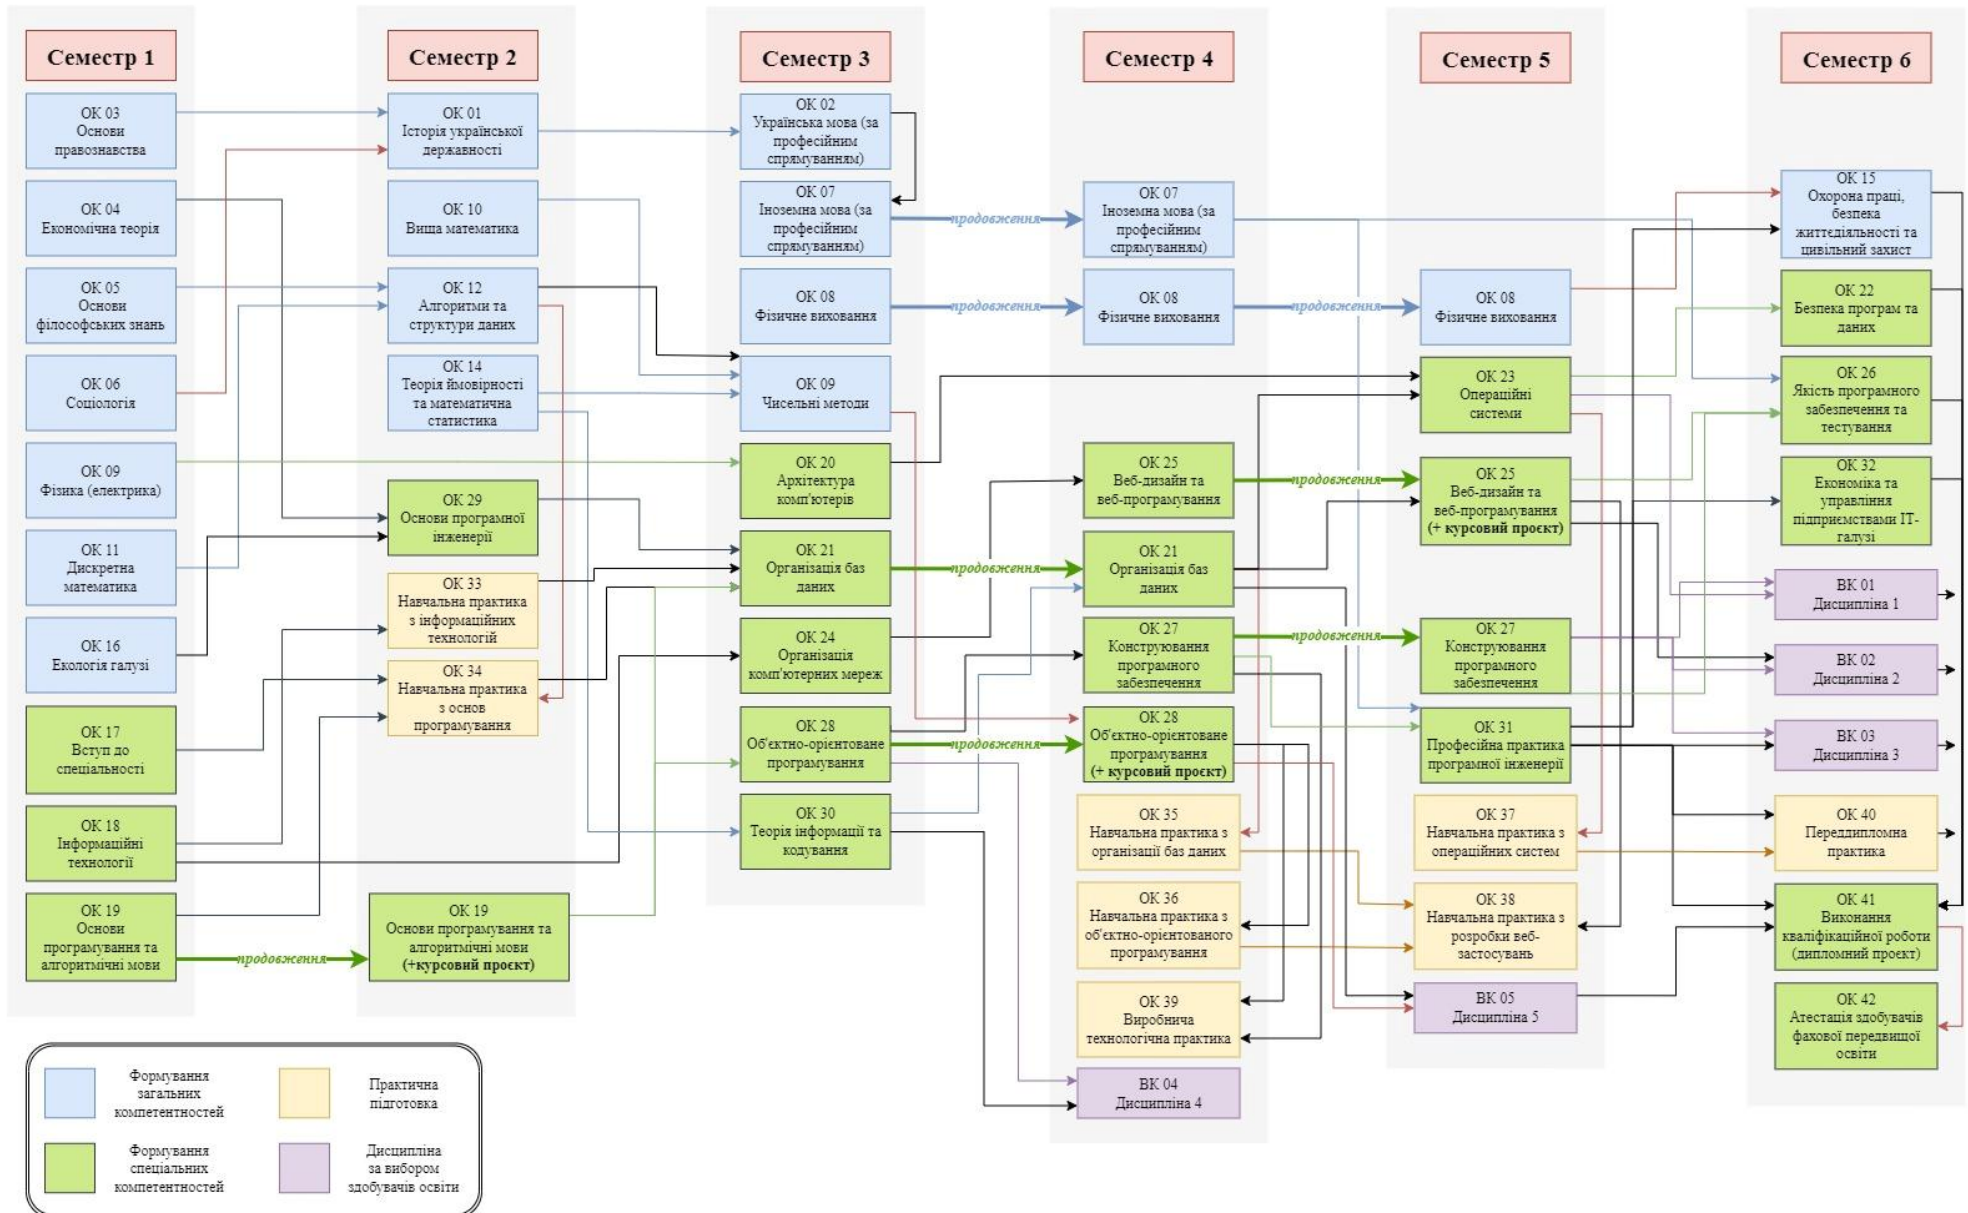 Семестр 1
ОК 03
Основи
правознавства
ОК 04
Економічна теорія
ОК 05
Основи
філософських знань
ОК 06
Соціологія
ОК 09
Фізика (електрика)
ОК 11
Дискретна
математика
ОК 16
Екологія галузі
ОК 17
Вступ до
спеціальності
ОК 18
Інформаційні
технології
ОК 19
Основи
програмування та
алгоритмічні мови
продовження
Семестр 2
ОК 01
Історія української
державності
ОК 10
Вища математика
ОК 12
Алгоритми та
структури даних
ОК 14
Теорія ймовірності
та математична
статистика
ОК 29
Основи програмної
інженерії
ОК 33
Навчальна практика
з інформаційних
технологій
ОК 34
Навчальна практика
з основ
програмування
ОК 19
Основи програмування та
алгоритмічні мови
(+курсовий проєкт)
Семестр 3
ОК 02
Українська мова (за
професійним
спрямуванням)
ОК 07
Іноземна мова (за
професійним
спрямуванням)
продовження
ОК 08
Фізичне виховання
продовження
ОК 09
Чисельні методи
ОК 20
Архітектура
комп'ютерів
ОК 21
Організація баз
даних
продовження
ОК 24
Організація
комп'ютерних мереж
ОК 28
Об'єктно-орієнтоване
програмування
продовження
ОК 30
Теорія інформації та
кодування
Семестр 4
ОК 07
Іноземна мова (за
професійним
спрямуванням)
ОК 08
Фізичне виховання
продовження
ОК 25
Веб-дизайн та
веб-програмування
продовження
ОК 21
Організація баз
даних
ОК 27
Конструювання
програмного
забезпечення
продовження
ОК 28
Об'єктно-орієнтоване
програмування
(+ курсовий проєкт)
ОК 35
Навчальна практика з
організації баз даних
ОК 36
Навчальна практика з
об'єктно-орієнтованого
програмування
ОК 39
Виробнича
технологічна практика
ВК 04
Дисципліна 4
Семестр 5
ОК 08
Фізичне виховання
ОК 23
Операційні
системи
ОК 25
Веб-дизайн та
веб-програмування
(+ курсовий проєкт)
ОК 27
Конструювання
програмного
забезпечення
ОК 31
Професійна практика
програмної інженерії
ОК 37
Навчальна практика з
операційних систем
ОК 38
Навчальна практика з
розробки веб-
застосувань
ВК 05
Дисципліна 5
Семестр 6
ОК 15
Охорона праці,
безпека
життєдіяльності та
цивільний захист
ОК 22
Безпека програм та
даних
ОК 26
Якість програмного
забезпечення та
тестування
ОК 32
Економіка та
управління
підприємствами ІТ-
галузі
ВК 01
Дисципліна 1
ВК 02
Дисципліна 2
ВК 03
Дисципліна 3
ОК 40
Переддипломна
практика
ОК 41
Виконання
кваліфікаційної роботи
(дипломний проєкт)
ОК 42
Атестація здобувачів
фахової передвищої
освіти
Формування
загальних
компетентностей
Практична
підготовка
Формування
спеціальних
компетентностей
Дисципліна
за вибором
здобувачів освіти